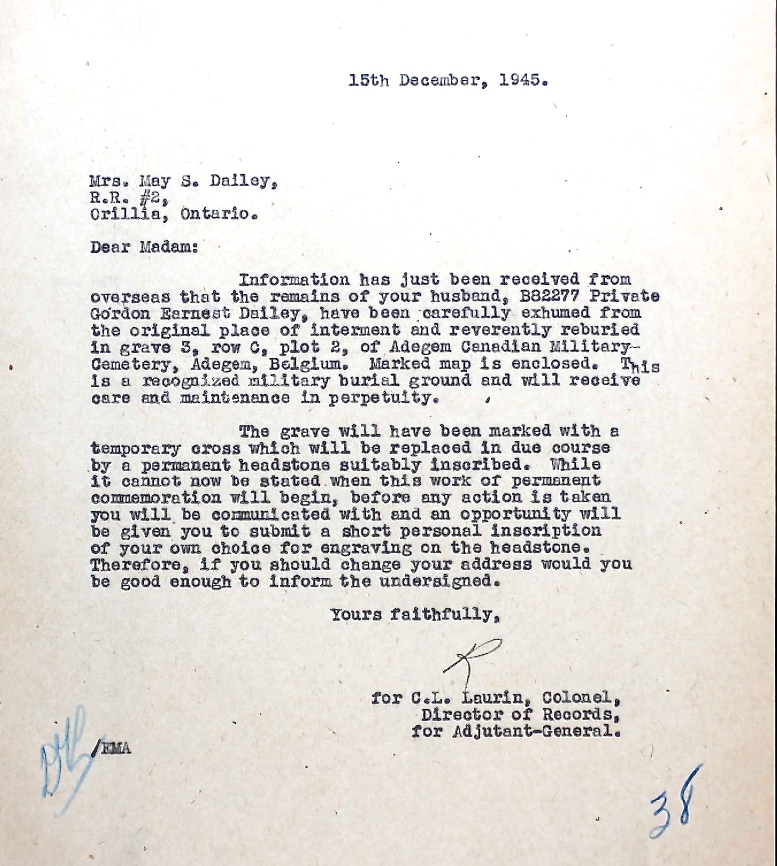 15th December, 1945.
Mrs. May S. Dailey,
R.R. #2,
Orillia, Ontario.
Dear Madam:
Information has just been received from
overseas that the remains of your husband, B82277 Private
Gordon Earnest Dailey, have been carefully exhumed from
the original place of interment and reverently reburied
in grave 3, row C, plot 2, of Adegem Canadian Military-
Cemetery, Adegem, Belgium. Marked map is enclosed. This
is a recognized military burial ground and will receive
care and maintenance in perpetuity.
The grave will have been marked with a
temporary cross which will be replaced in due course
by a permanent headstone suitably inscribed. While
it cannot now be stated when this work of permanent
commemoration will begin, before any action is taken
you will be communicated with and an opportunity will
be given you to submit a short personal inscription
of your own choice for engraving on the headstone.
Therefore, if you should change your address would you
be good enough to inform the undersigned.
Yours faithfully,
R
for C.L. Laurin, Colonel,
Director of Records,
for Adjutant-General.
/EMA
38